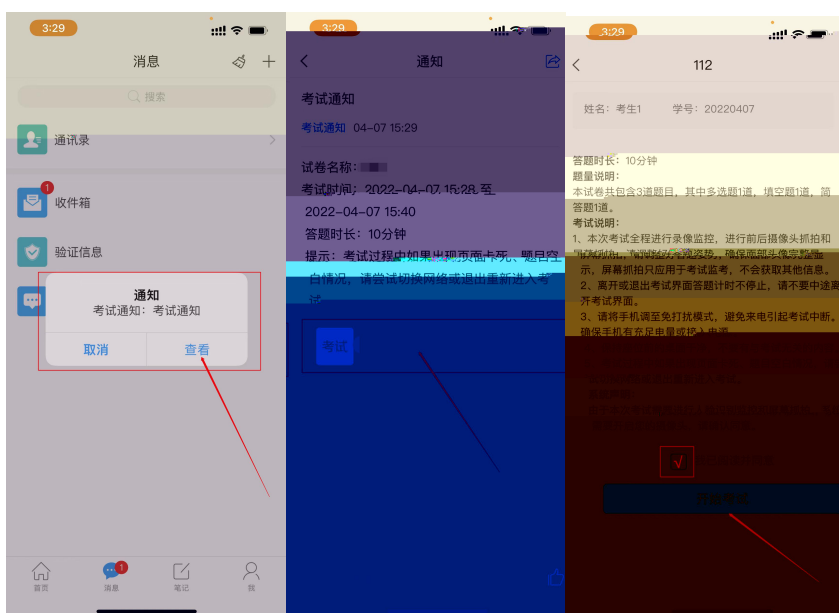 3:29
消息
搜索
通讯录
1
收件箱
验证信息
通知
考试通知：考试通知
取消
查看
首页
1
消息
笔记
我
3:29
通知
考试通知
考试通知 04-07 15:29
试卷名称：
考试时间：2022-04-07 15:28 至
2022-04-07 15:40
答题时长：10分钟
提示：考试过程中如果出现页面卡死、题目空
白情况，请尝试切换网络或退出重新进入考
试
考试
3:29
112
姓名：考生1 学号：20220407
答题时长：10分钟
题量说明：
本试卷共包含3道题目，其中多选题1道，填空题1道，简
答题1道。
考试说明：
1、本次考试全程进行录像监控，进行前后摄像头抓拍和
确保面部头像完整显
示，屏幕抓拍只应用于考试监考，不会获取其他信息。
2、离开或退出考试界面答题计时不停止，请不要中途离
开考试界面。
3、请将手机调至免打扰模式，避免来电引起考试中断。
确保手机有充足电量或接入电源
开始考试